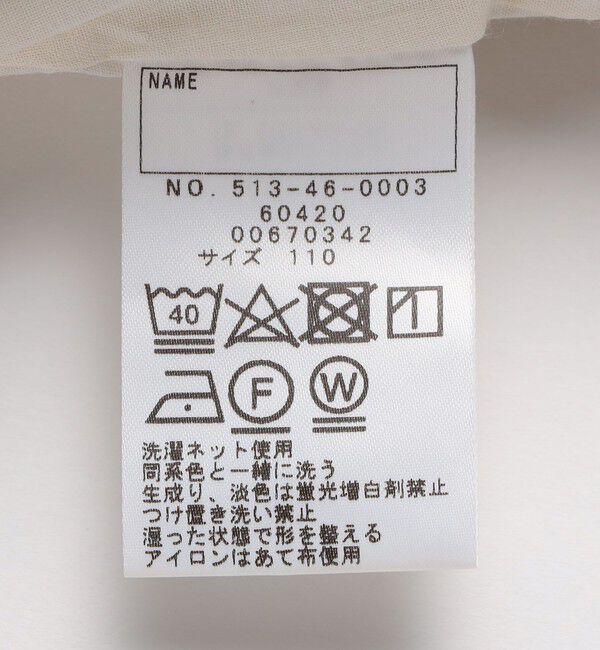 NAME
NO. 513-46-0003
60420
00670342
サイズ 110
40
F W
洗濯ネット使用
同系色と一緒に洗う
生成り、淡色は蛍光増白剤禁止
つけ置き洗い禁止
湿った状態で形を整える
アイロンはあて布使用